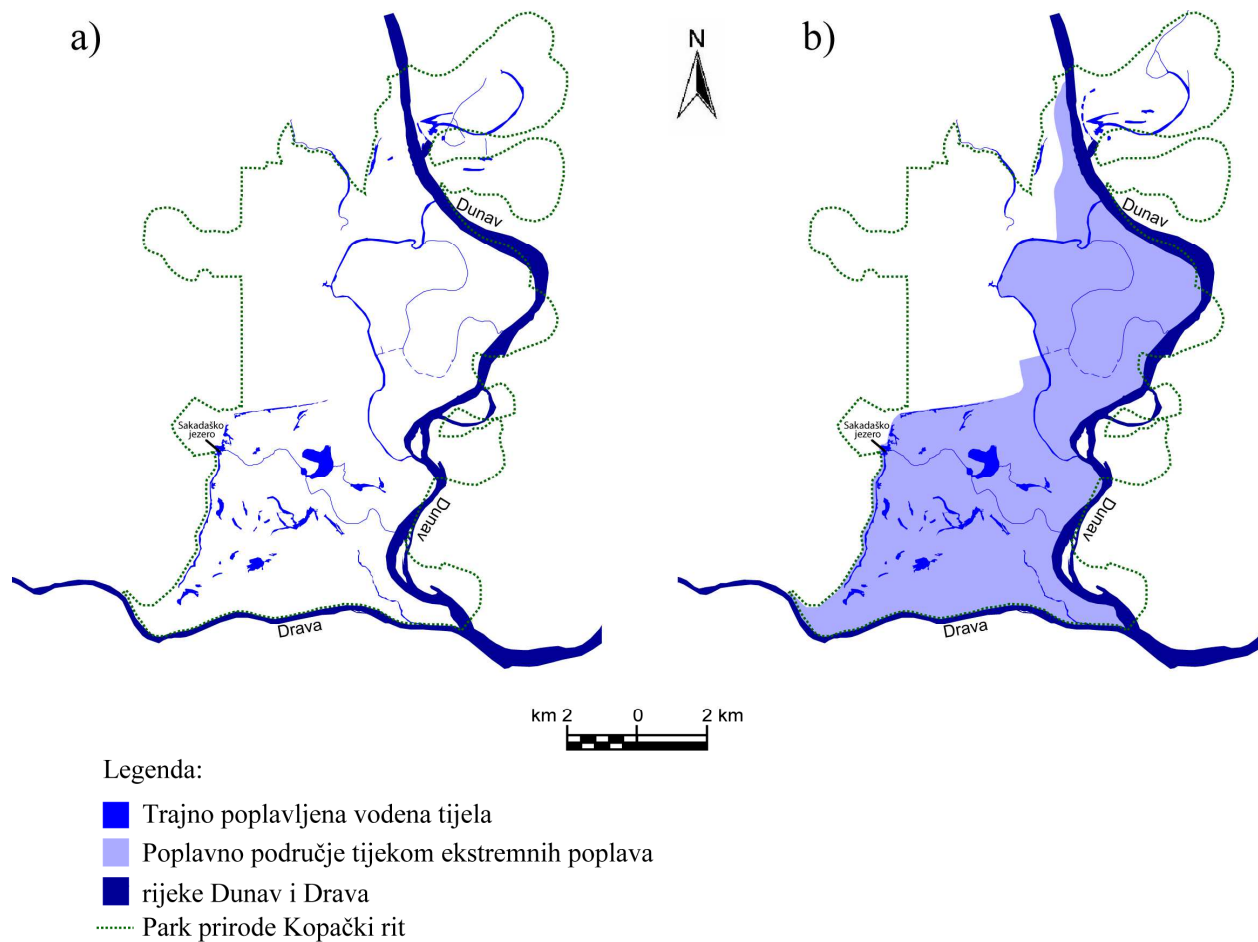 a)
N
b)
Dunav
Dunav
Sakadaško
jezero
Sakadaško
jezero
Dunav
Dunav
Drava
Drava
km 2 0 2 km
Legenda:
Trajno poplavljena vodena tijela
Poplavno područje tijekom ekstremnih poplava
rijeke Dunav i Drava
Park prirode Kopački rit